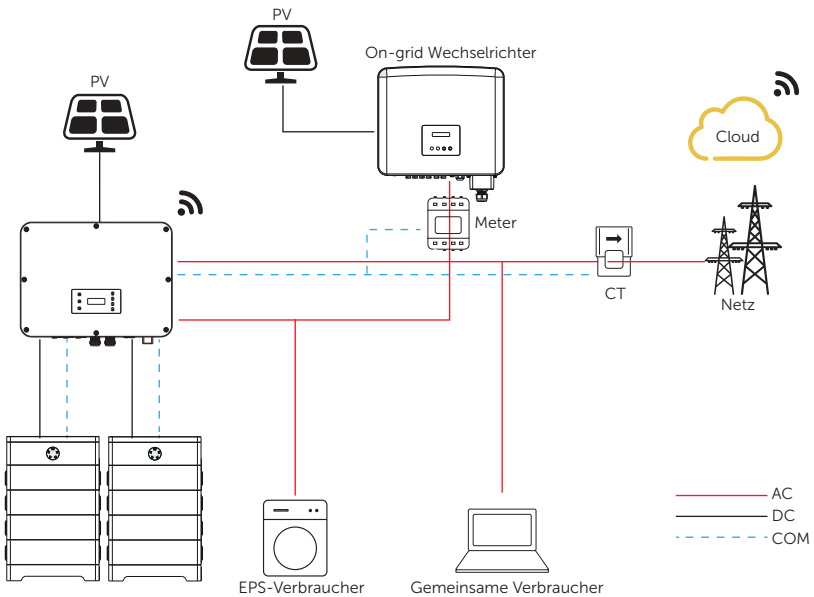 PV
On-grid Wechselrichter
PV
Cloud
Meter
CT
Netz
AC
DC
COM
EPS-Verbraucher
Gemeinsame Verbraucher